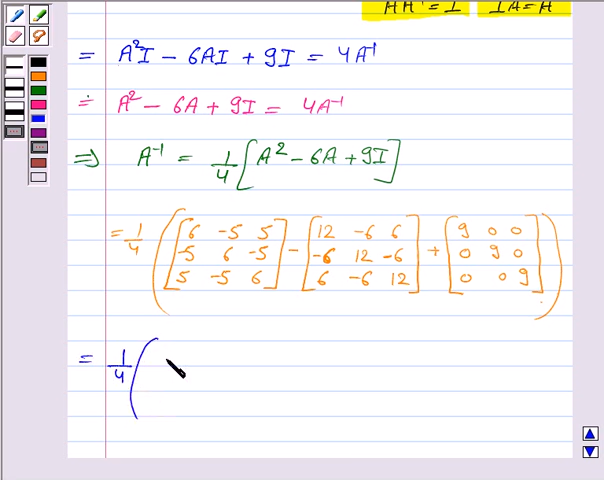 AA⁻¹ = I IA = A
= A²I − 6AI + 9I = 4A⁻¹
= A² − 6A + 9I = 4A⁻¹
⇒ A⁻¹ = 1/4 [A² − 6A + 9I]
= 1/4 ( [6 -5 5; -5 6 -5; 5 -5 6] − [12 -6 6; -6 12 -6; 6 -6 12] + [9 0 0; 0 9 0; 0 0 9] )
= 1/4 (